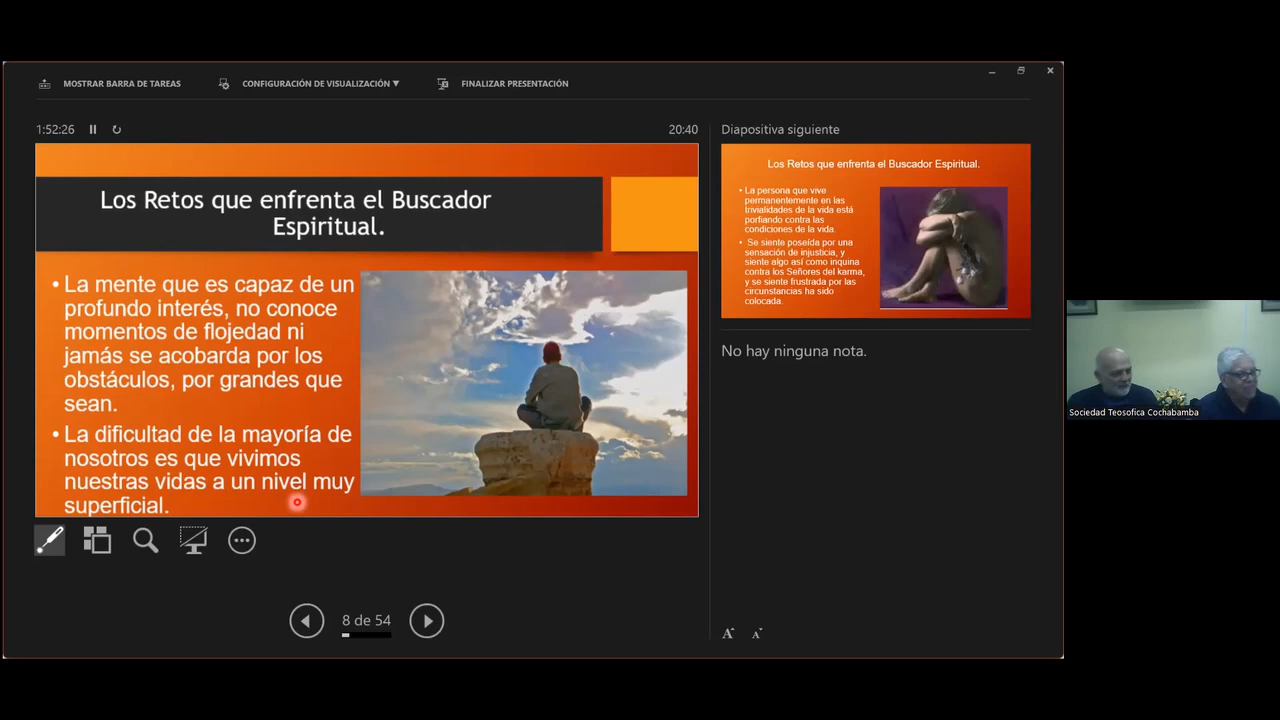 MOSTRAR BARRA DE TAREAS
CONFIGURACIÓN DE VISUALIZACIÓN ▼
FINALIZAR PRESENTACIÓN
1:52:26
20:40
Los Retos que enfrenta el Buscador
Espiritual.
• La mente que es capaz de un
profundo interés, no conoce
momentos de flojedad ni
jamás se acobarda por los
obstáculos, por grandes que
sean.
• La dificultad de la mayoría de
nosotros es que vivimos
nuestras vidas a un nivel muy
superficial.
8 de 54
Diapositiva siguiente
Los Retos que enfrenta el Buscador Espiritual.
• La persona que vive
permanentemente en las
trivialidades de la vida está
porfiando contra las
condiciones de la vida.
• Se siente poseída por una
sensación de injusticia, y
siente algo así como inquina
contra los Señores del karma,
y se siente frustrada por las
circunstancias ha sido
colocada.
No hay ninguna nota.
A A
Sociedad Teosofica Cochabamba